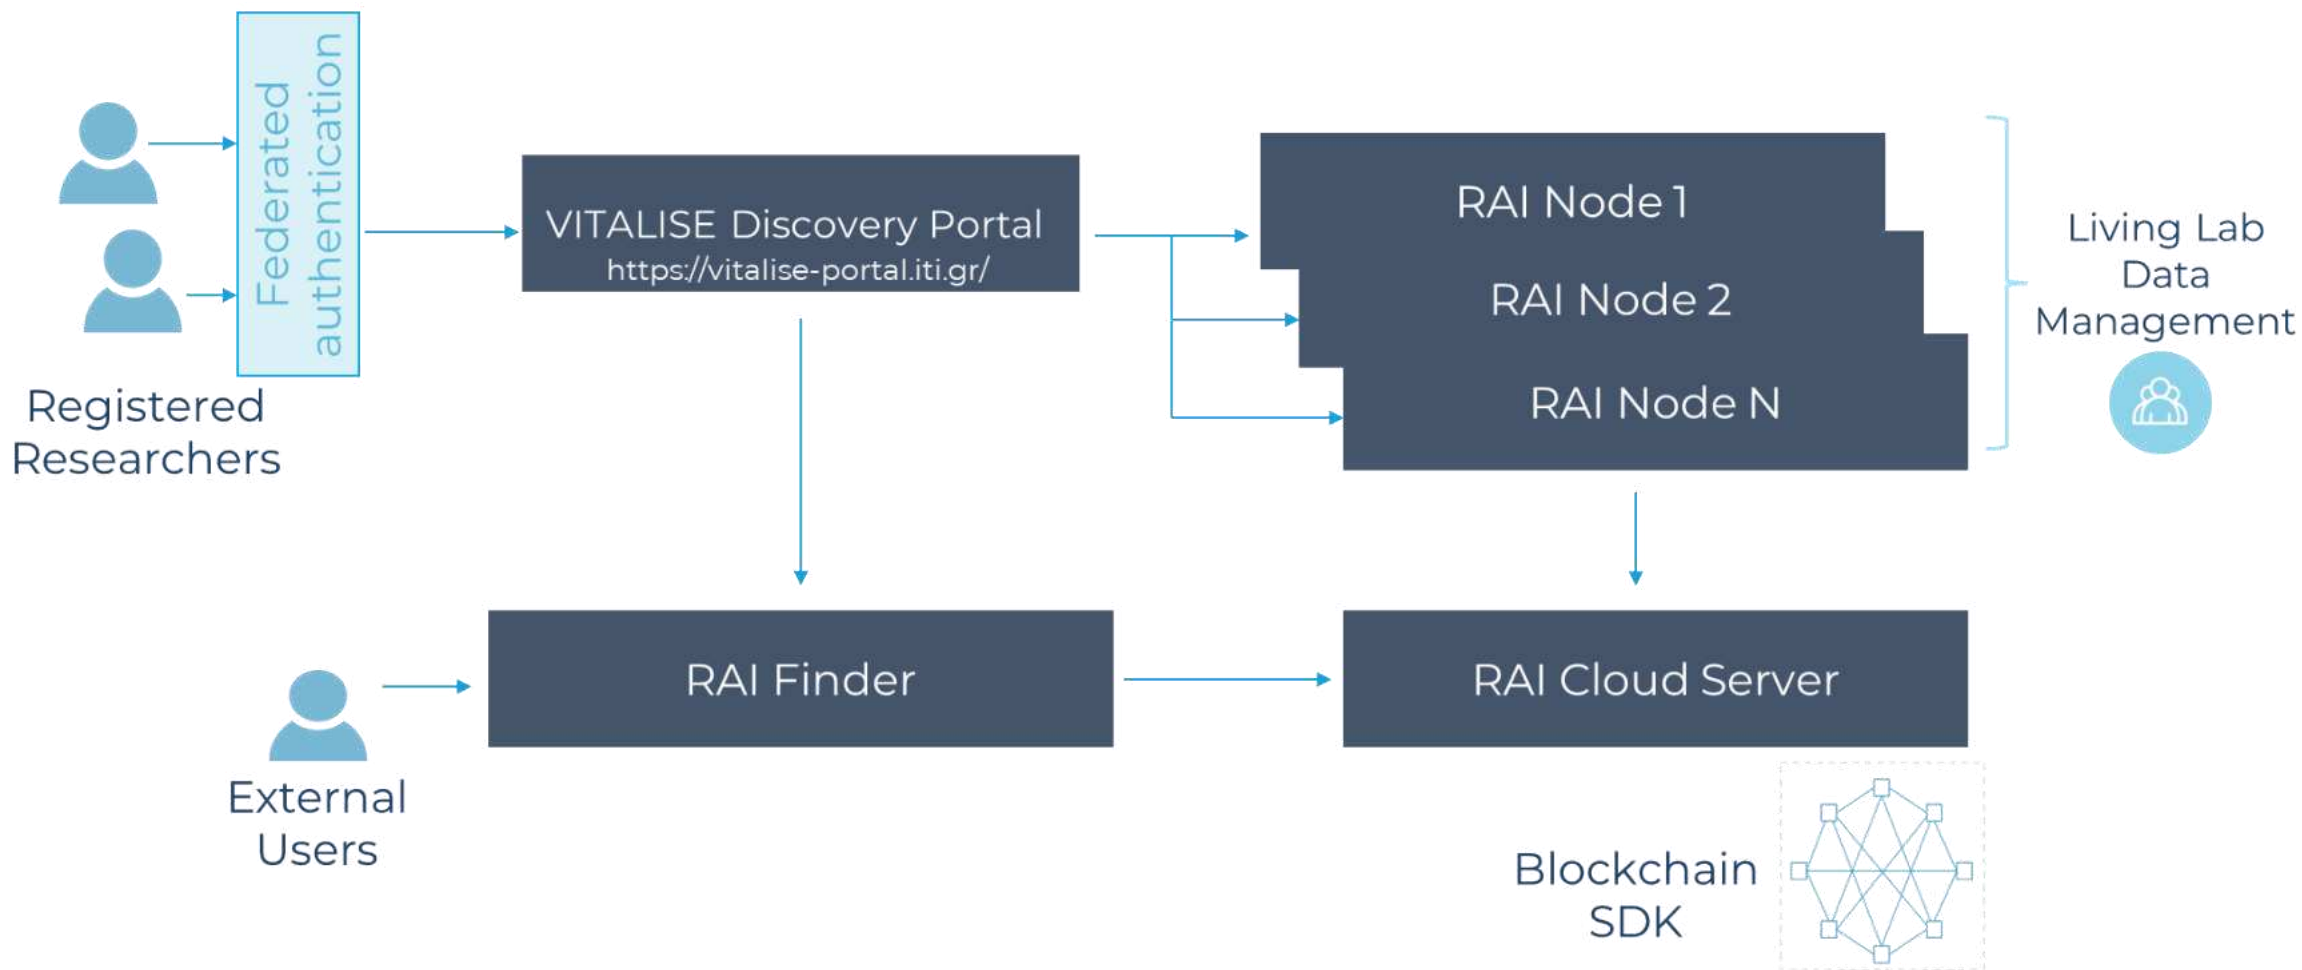 Federated
authentication
Registered
Researchers
VITALISE Discovery Portal
https://vitalise-portal.iti.gr/
RAI Node 1
RAI Node 2
RAI Node N
Living Lab
Data
Management
External
Users
RAI Finder
RAI Cloud Server
Blockchain
SDK